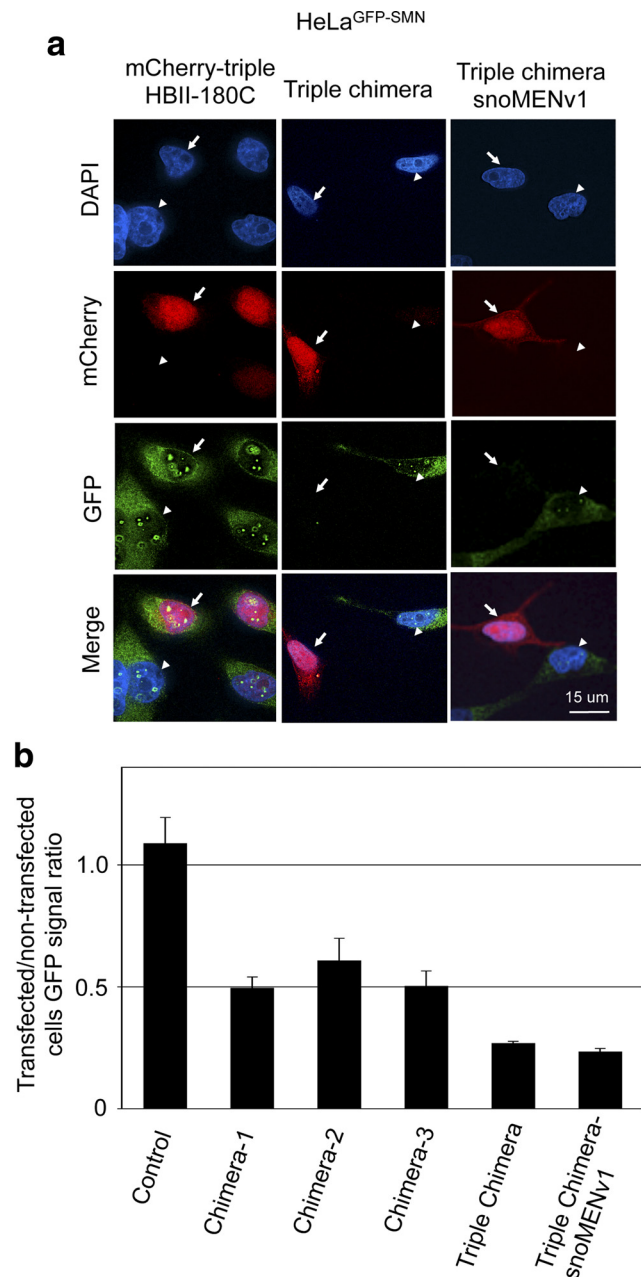 HeLaGFP-SMN
a
mCherry-triple
HBII-180C
Triple chimera
Triple chimera
snoMENv1
DAPI
mCherry
GFP
Merge
15 um
b
Transfected/non-transfected
cells GFP signal ratio
1.0
0.5
0
Control
Chimera-1
Chimera-2
Chimera-3
Triple Chimera
Triple Chimera-
snoMENv1